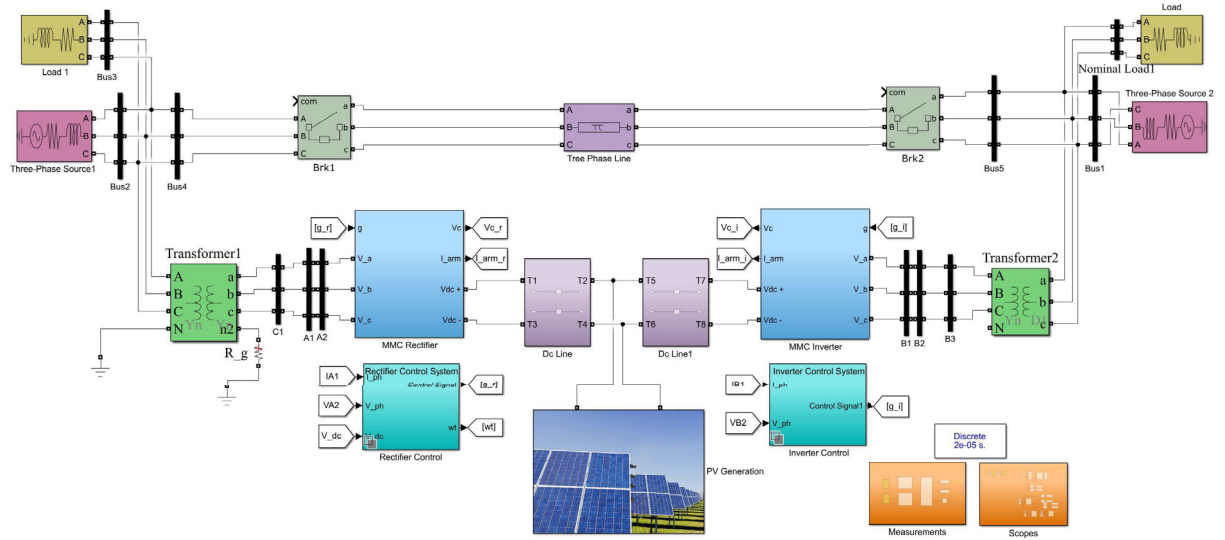 Load 1
A
B
C
Bus3
Load
A
B
C
Nominal Load1
Three-Phase Source1
A
B
C
Bus2
Bus4
com
A
B
C
a
b
c
Brk1
A
B
C
a
b
c
Tree Phase Line
com
A
B
C
a
b
c
Brk2
Bus5
Bus1
Three-Phase Source 2
C
B
A
Transformer1
A
B
C
N
a
b
c
n2
Yn
R_g
C1
A1
A2
[g_r]
g
V_a
V_b
V_c
Vc
I_arm
Vdc +
Vdc -
MMC Rectifier
Vc_r
I_arm_r
T1
T2
T3
T4
Dc Line
T5
T7
T6
T8
Dc Line1
Vc_i
I_arm_i
Vc
I_arm
Vdc +
Vdc -
g
V_a
V_b
V_c
MMC Inverter
[g_i]
B1
B2
B3
Transformer2
A
B
C
N
a
b
c
Yn
D1
IA1
VA2
V_dc
Rectifier Control System
I_ph
V_ph
V_dc
Control Signal
wt
[g_r]
[wt]
Rectifier Control
PV Generation
IB1
VB2
Inverter Control System
I_ph
V_ph
Control Signal1
[g_i]
Inverter Control
Discrete
2e-05 s.
Measurements
Scopes